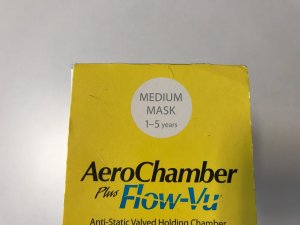 MEDIUM
MASK
1-5 years
AeroChamber
Plus Flow-Vu
Anti-Static Valved Holding Chamber